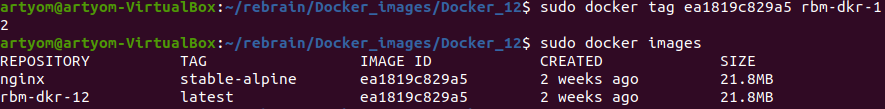 artyom@artyom-VirtualBox:~/rebrain/Docker_images/Docker_12$ sudo docker tag ea1819c829a5 rbm-dkr-1
2
artyom@artyom-VirtualBox:~/rebrain/Docker_images/Docker_12$ sudo docker images
REPOSITORY TAG IMAGE ID CREATED SIZE
nginx stable-alpine ea1819c829a5 2 weeks ago 21.8MB
rbm-dkr-12 latest ea1819c829a5 2 weeks ago 21.8MB